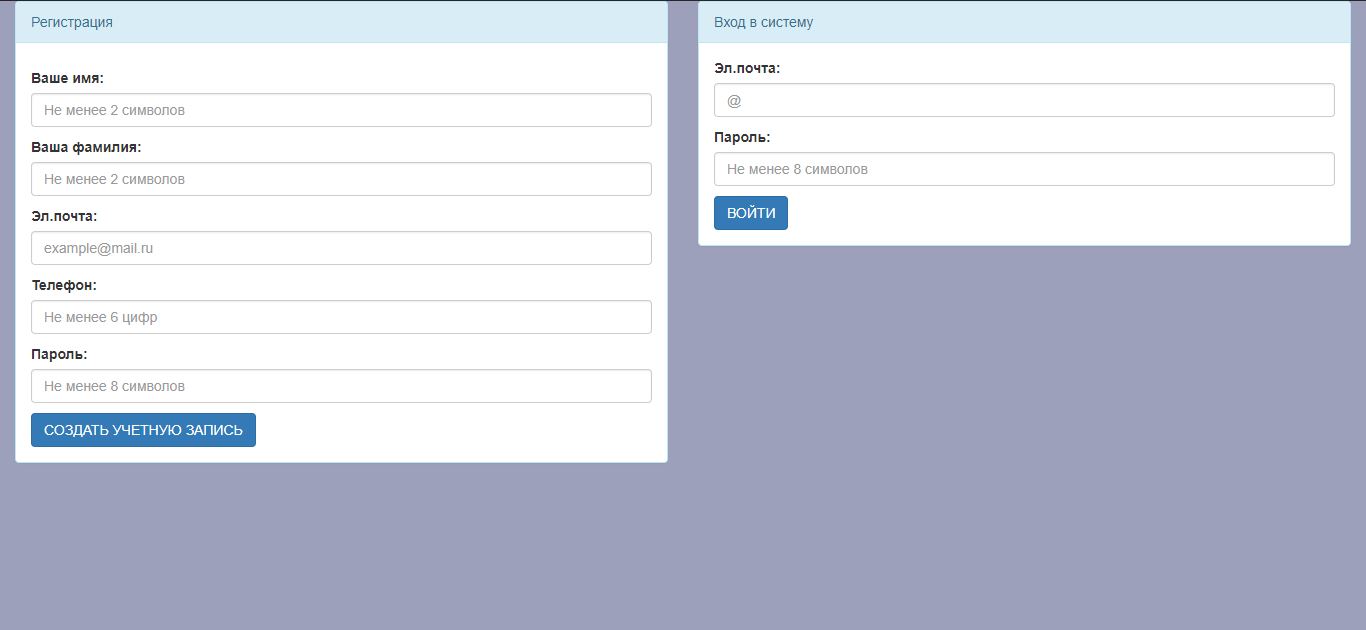 Регистрация
Ваше имя:
Не менее 2 символов
Ваша фамилия:
Не менее 2 символов
Эл.почта:
example@mail.ru
Телефон:
Не менее 6 цифр
Пароль:
Не менее 8 символов
СОЗДАТЬ УЧЕТНУЮ ЗАПИСЬ
Вход в систему
Эл.почта:
@
Пароль:
Не менее 8 символов
ВОЙТИ